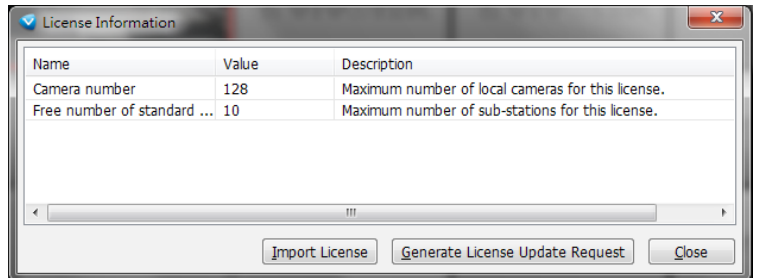 License Information
Name Value Description
Camera number 128 Maximum number of local cameras for this license.
Free number of standard ... 10 Maximum number of sub-stations for this license.
Import License Generate License Update Request Close